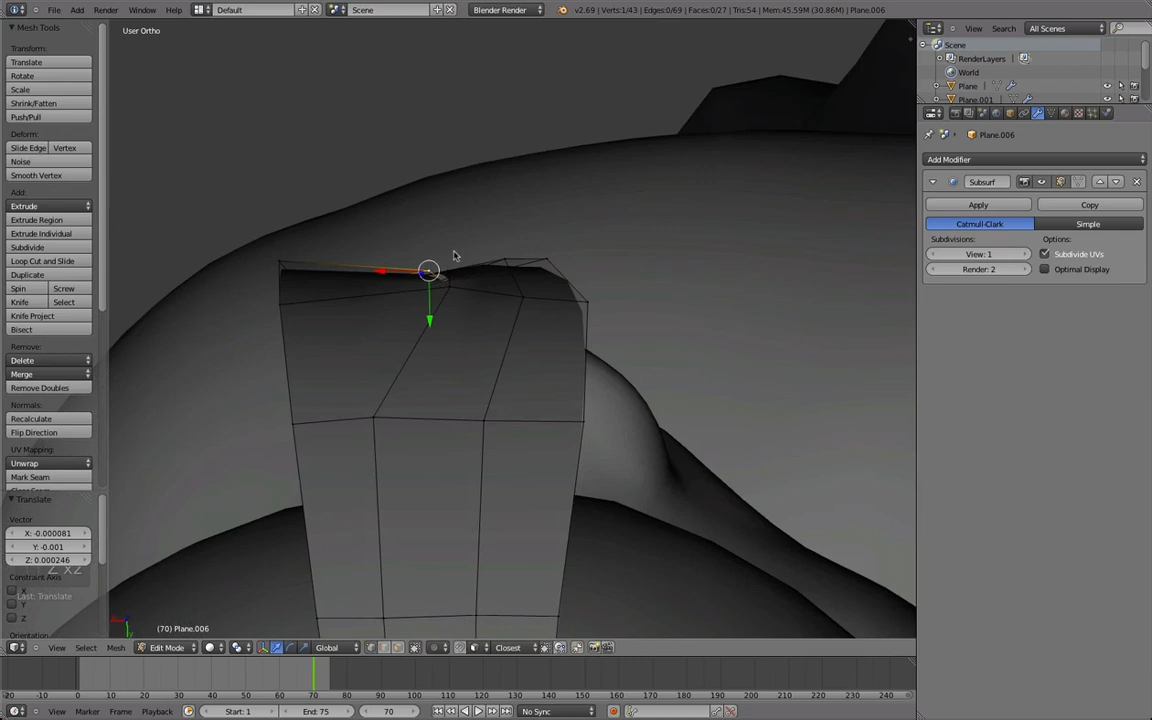 File Add Render Window Help Default Scene Blender Render v2.69 | Verts:1/43 | Edges:0/69 | Faces:0/27 | Tris:54 | Mem:45.59M (30.86M) | Plane.006
Mesh Tools
User Ortho
View Search All Scenes
Transform:
Translate
Rotate
Scale
Shrink/Fatten
Push/Pull
Deform:
Slide Edge Vertex
Noise
Smooth Vertex
Add:
Extrude
Extrude Region
Extrude Individual
Subdivide
Loop Cut and Slide
Duplicate
Spin Screw
Knife Select
Knife Project
Bisect
Remove:
Delete
Merge
Remove Doubles
Normals:
Recalculate
Flip Direction
UV Mapping:
Unwrap
Mark Seam
Translate
Vector
X: -0.000081
Y: -0.001
Z: 0.000246
Constraint Axis
X
Y
Z
Last: Translate
Orientation
(70) Plane.006
Scene
RenderLayers
World
Plane
Plane.001
Plane.006
Add Modifier
Subsurf
Apply Copy
Catmull-Clark Simple
Subdivisions: Options:
View: 1 Subdivide UVs
Render: 2 Optimal Display
View Select Mesh Edit Mode Global Closest
-20 -10 0 10 20 30 40 50 60 70 80 90 100 110 120 130 140 150 160 170 180 190 200 210 220 230 240
View Marker Frame Playback Start: 1 End: 75 70 No Sync